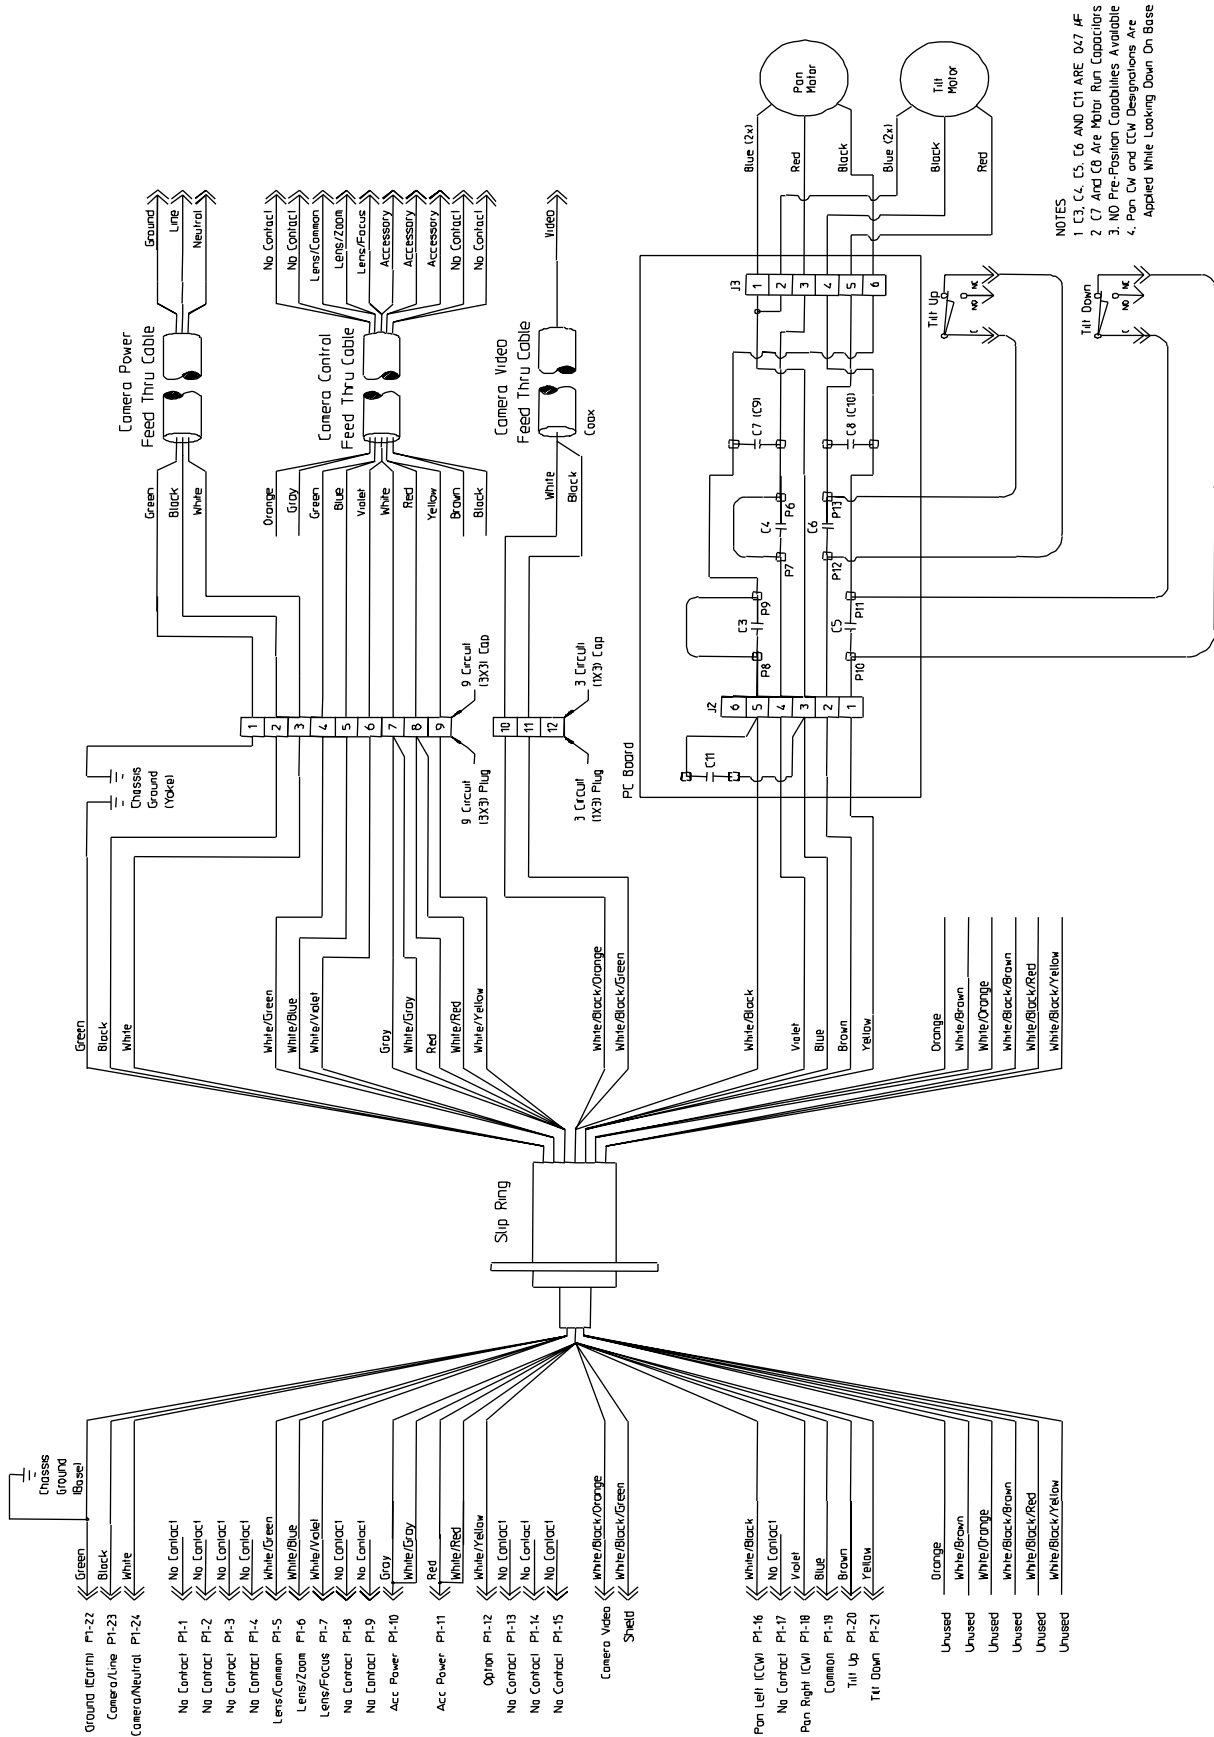 Ground (Earth) P1-22
Camera/Line P1-23
Camera/Neutral P1-24
No Contact P1-1
No Contact P1-2
No Contact P1-3
No Contact P1-4
Lens/Common P1-5
Lens/Zoom P1-6
Lens/Focus P1-7
No Contact P1-8
No Contact P1-9
Acc Power P1-10
Acc Power P1-11
Option P1-12
No Contact P1-13
No Contact P1-14
No Contact P1-15
Camera Video
Shield
Pan Left (CCW) P1-16
No Contact P1-17
Pan Right (CW) P1-18
Common P1-19
Tilt Up P1-20
Tilt Down P1-21
Unused
Unused
Unused
Unused
Unused
Unused
Chassis
Ground
(Base)
Green
Black
White
No Contact
No Contact
No Contact
No Contact
White/Green
White/Blue
White/Violet
No Contact
No Contact
Gray
White/Gray
Red
White/Red
White/Yellow
No Contact
No Contact
No Contact
White/Black/Orange
White/Black/Green
White/Black
No Contact
Violet
Blue
Brown
Yellow
Orange
White/Brown
White/Orange
White/Black/Brown
White/Black/Red
White/Black/Yellow
Slip Ring
Green
Black
White
White/Green
White/Blue
White/Violet
Gray
White/Gray
Red
White/Red
White/Yellow
White/Black/Orange
White/Black/Green
White/Black
Violet
Blue
Brown
Yellow
Orange
White/Brown
White/Orange
White/Black/Brown
White/Black/Red
White/Black/Yellow
Chassis
Ground
(Yoke)
1
2
3
4
5
6
7
8
9
9 Circuit
(3X3) Plug
9 Circuit
(3X3) Cap
10
11
12
3 Circuit
(1X3) Plug
3 Circuit
(1X3) Cap
Green
Black
White
Orange
Gray
Green
Blue
Violet
White
Red
Yellow
Brown
Black
White
Black
Camera Power
Feed Thru Cable
Camera Control
Feed Thru Cable
Camera Video
Feed Thru Cable
Coax
Ground
Line
Neutral
No Contact
No Contact
Lens/Common
Lens/Zoom
Lens/Focus
Accessory
Accessory
Accessory
No Contact
No Contact
Video
PC Board
C11
J2
6
5
4
3
2
1
P8
C3
P9
P10
C5
P11
P7
C4
P6
P12
C6
P13
C7 (C9)
C8 (C10)
J3
1
2
3
4
5
6
Blue (2x)
Red
Black
Pan
Motor
Blue (2x)
Black
Red
Tilt
Motor
Tilt Up
C
NO
NC
Tilt Down
C
NO
NC
NOTES
1 C3, C4, C5, C6 AND C11 ARE .047 µF
2 C7 And C8 Are Motor Run Capacitors
3. NO Pre-Position Capabilities Available
4. Pan CW and CCW Designations Are
Applied While Looking Down On Base